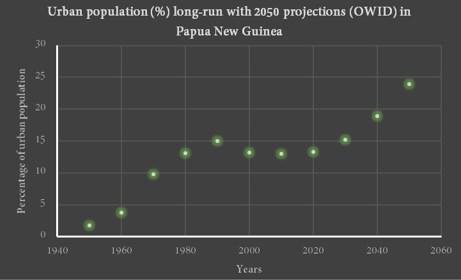 Urban population (%) long-run with 2050 projections (OWID) in
Papua New Guinea
30
25
20
15
10
5
0
Percentage of urban population
1940 1960 1980 2000 2020 2040 2060
Years